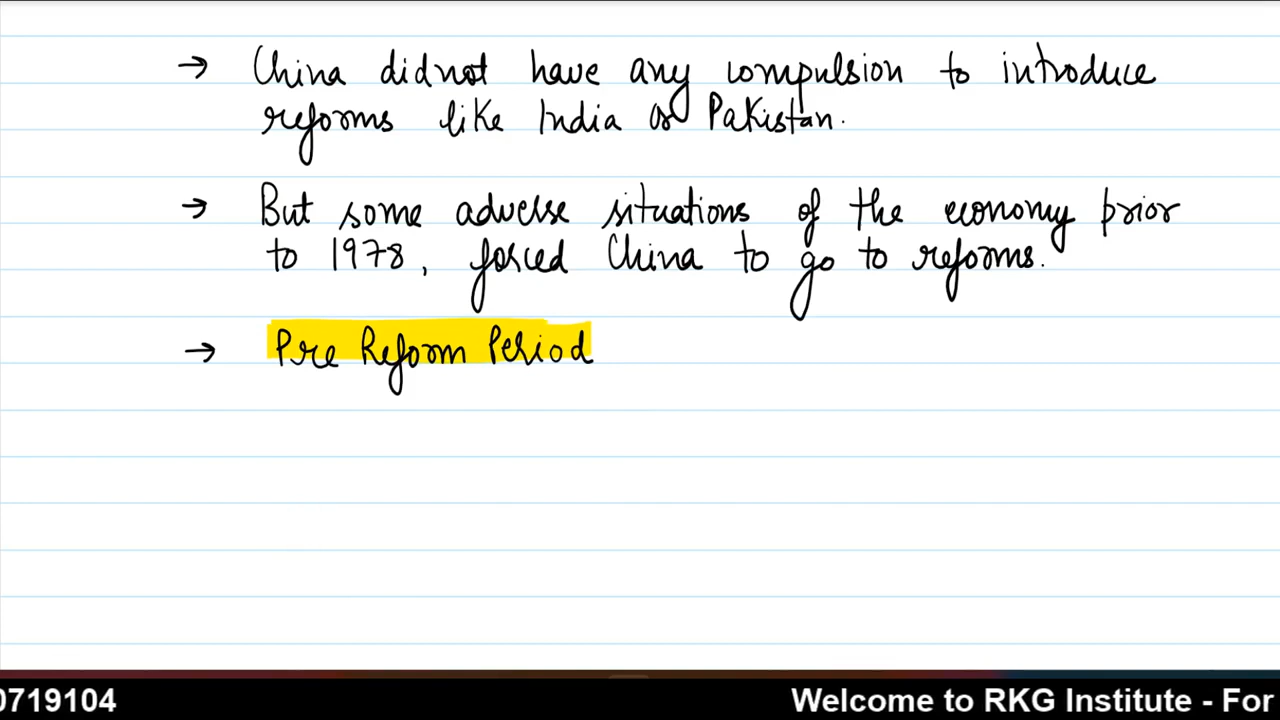 → China didnot have any compulsion to introduce
reforms like India or Pakistan.
→ But some adverse situations of the economy prior
to 1978, forced China to go to reforms.
→ Pre Reform Period
0719104
Welcome to RKG Institute - For